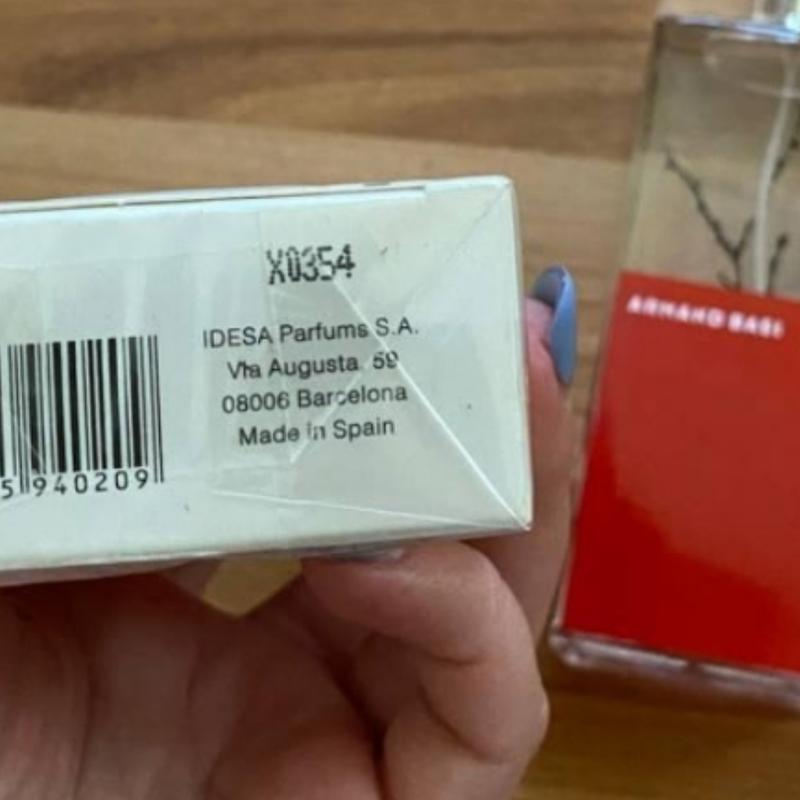 X0354
IDESA Parfums S.A.
Via Augusta 59
08006 Barcelona
Made in Spain
5 940209
ARMAND BASI